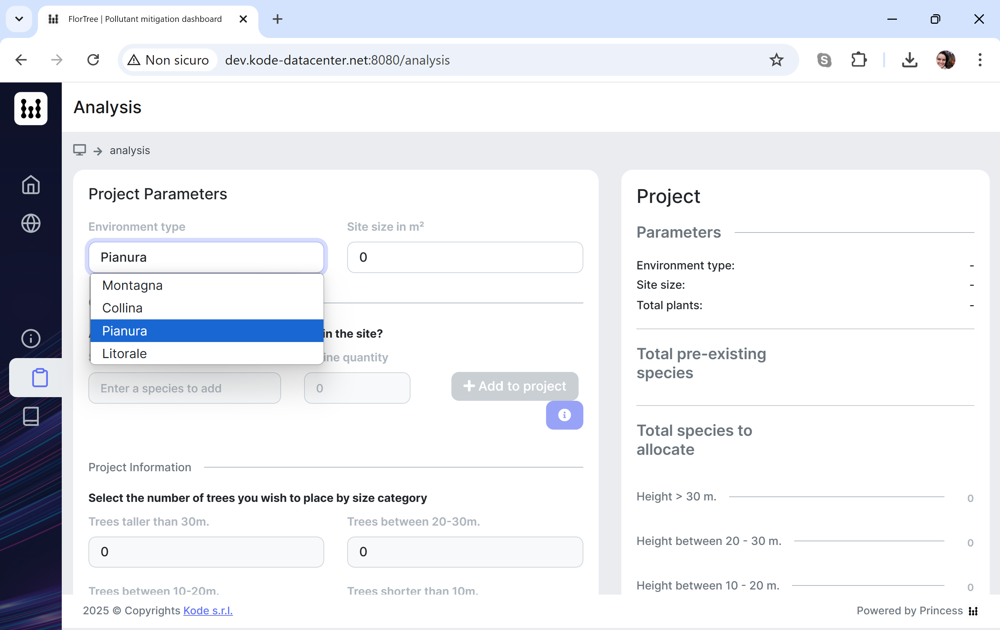 FlorTree | Pollutant mitigation dashboard
Non sicuro dev.kode-datacenter.net:8080/analysis
Analysis
analysis
Project Parameters
Environment type
Site size in m²
Pianura
0
Montagna
Collina
Pianura
Litorale
in the site?
quantity
Enter a species to add
0
Add to project
Project Information
Select the number of trees you wish to place by size category
Trees taller than 30m.
Trees between 20-30m.
0
0
Trees between 10-20m.
Trees shorter than 10m.
Project
Parameters
Environment type: -
Site size: -
Total plants: -
Total pre-existing
species
Total species to
allocate
Height > 30 m. 0
Height between 20 - 30 m. 0
Height between 10 - 20 m. 0
2025 © Copyrights Kode s.r.l.
Powered by Princess